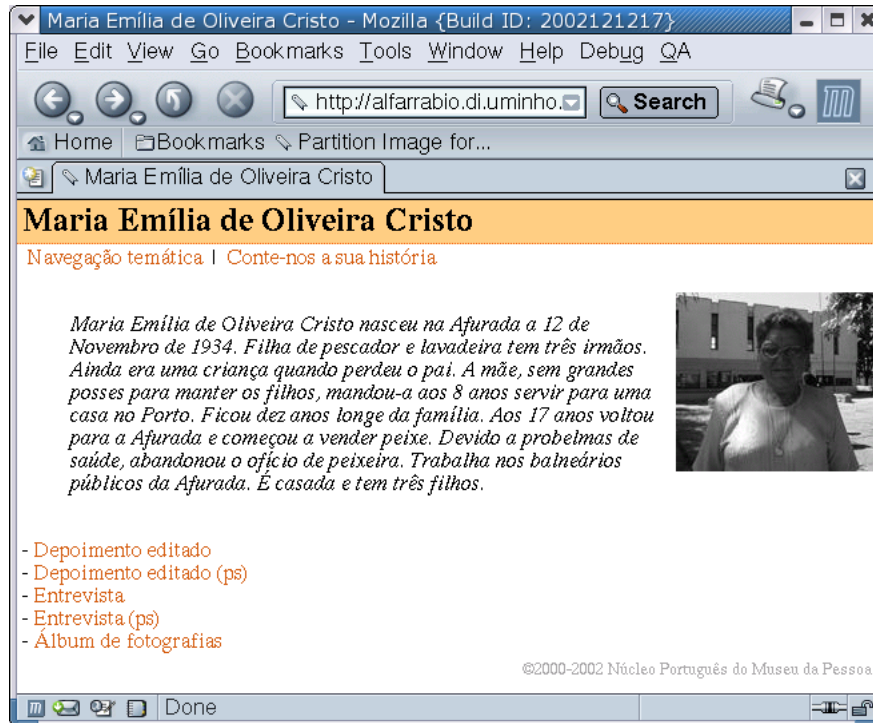 Maria Emília de Oliveira Cristo - Mozilla {Build ID: 2002121217}
File Edit View Go Bookmarks Tools Window Help Debug QA
http://alfarrabio.di.uminho. Search
Home Bookmarks Partition Image for...
Maria Emília de Oliveira Cristo
Maria Emília de Oliveira Cristo
Navegação temática | Conte-nos a sua história
Maria Emília de Oliveira Cristo nasceu na Afurada a 12 de
Novembro de 1934. Filha de pescador e lavadeira tem três irmãos.
Ainda era uma criança quando perdeu o pai. A mãe, sem grandes
posses para manter os filhos, mandou-a aos 8 anos servir para uma
casa no Porto. Ficou dez anos longe da família. Aos 17 anos voltou
para a Afurada e começou a vender peixe. Devido a probelmas de
saúde, abandonou o ofício de peixeira. Trabalha nos balneários
públicos da Afurada. É casada e tem três filhos.
- Depoimento editado
- Depoimento editado (ps)
- Entrevista
- Entrevista (ps)
- Álbum de fotografias
©2000-2002 Núcleo Português do Museu da Pessoa
Done